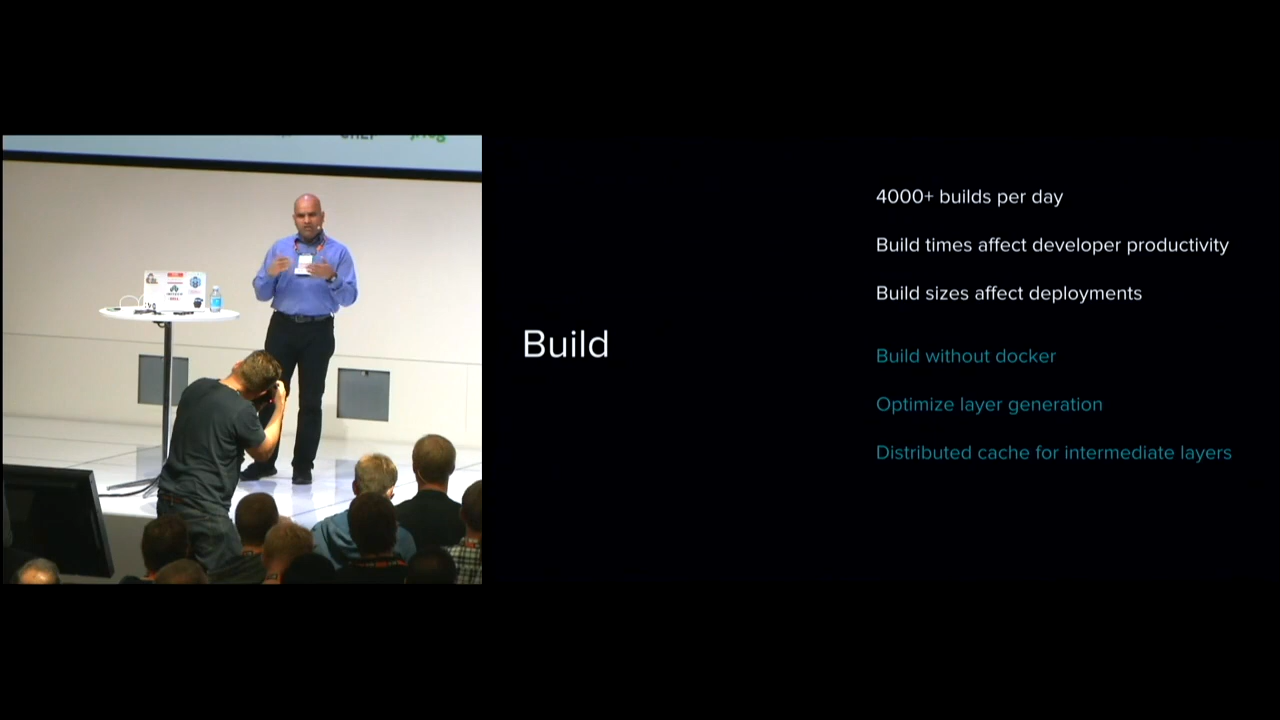 Build
4000+ builds per day
Build times affect developer productivity
Build sizes affect deployments
Build without docker
Optimize layer generation
Distributed cache for intermediate layers